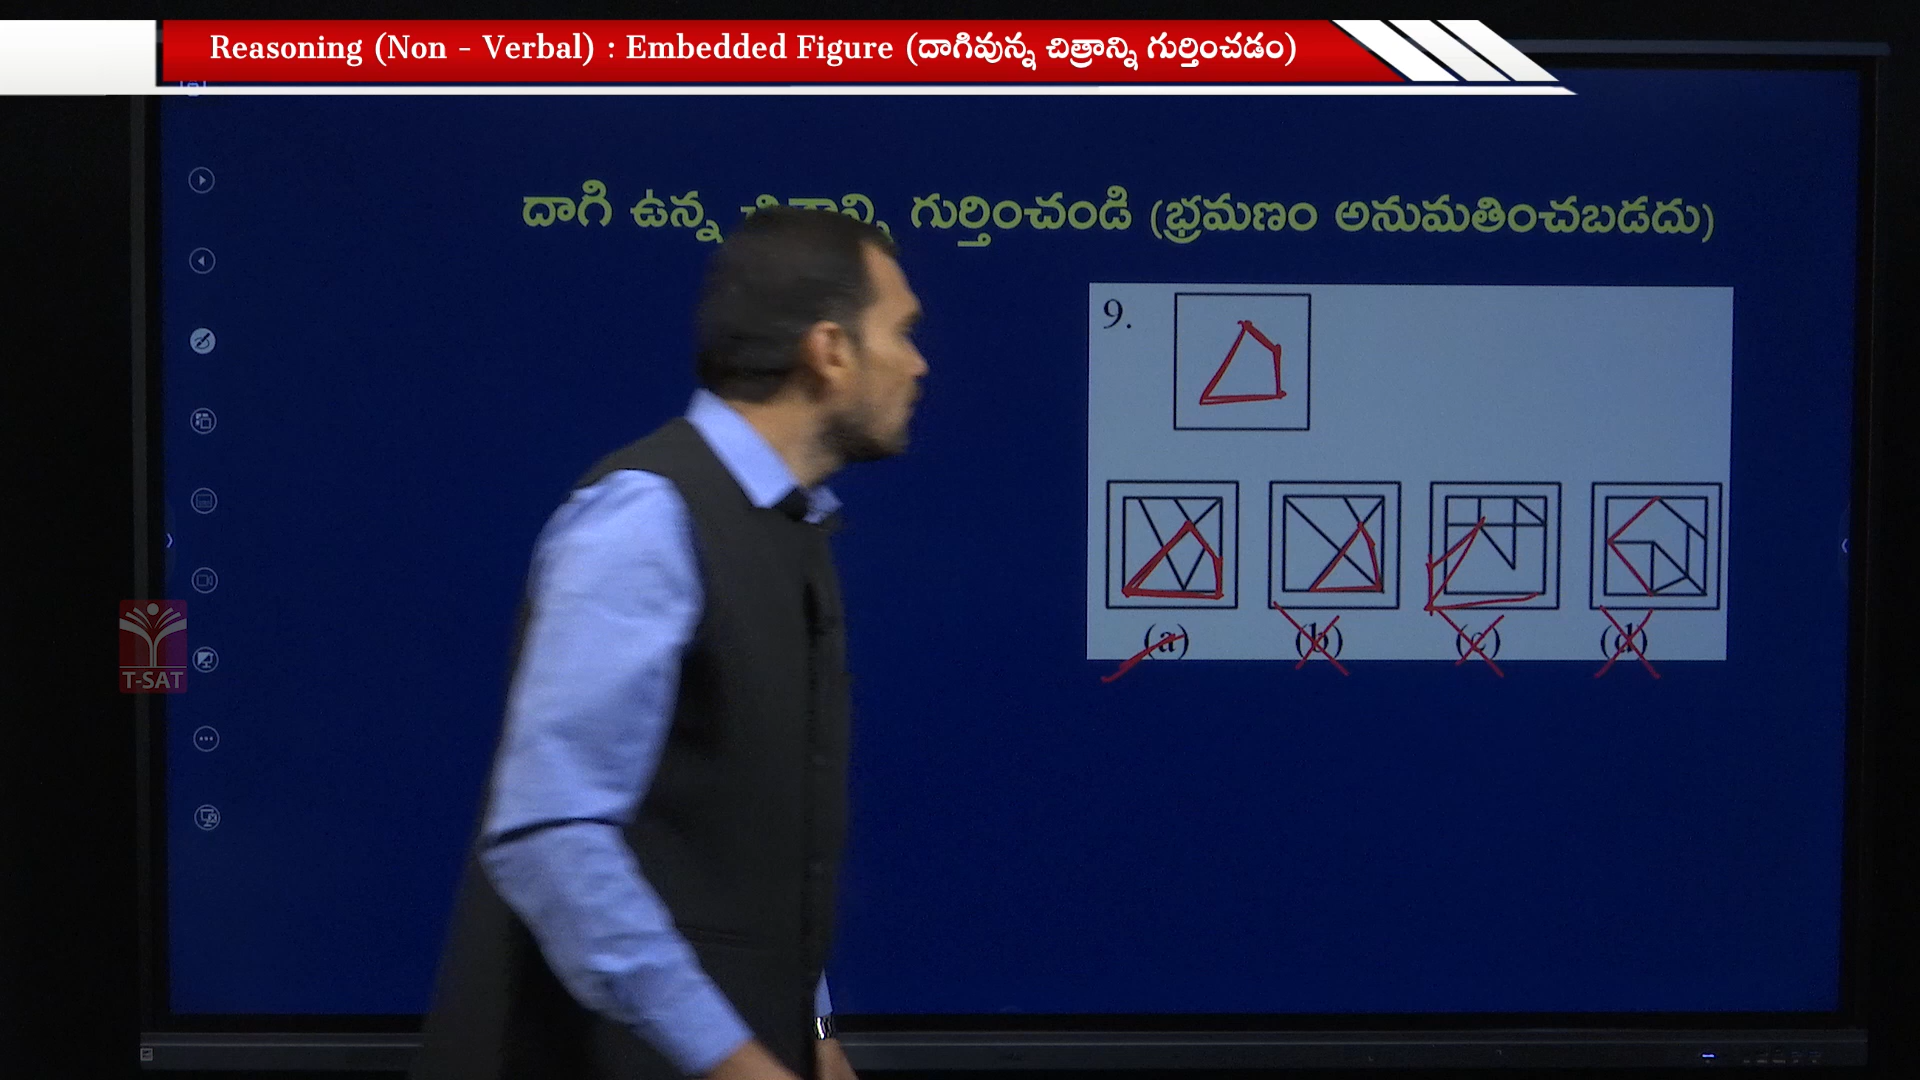 Reasoning (Non - Verbal) : Embedded Figure (దాగివున్న చిత్రాన్ని గుర్తించడం)
దాగి ఉన్న గుర్తించండి (భ్రమణం అనుమతించబడదు)
9.
(a) (b) (c) (d)
T-SAT